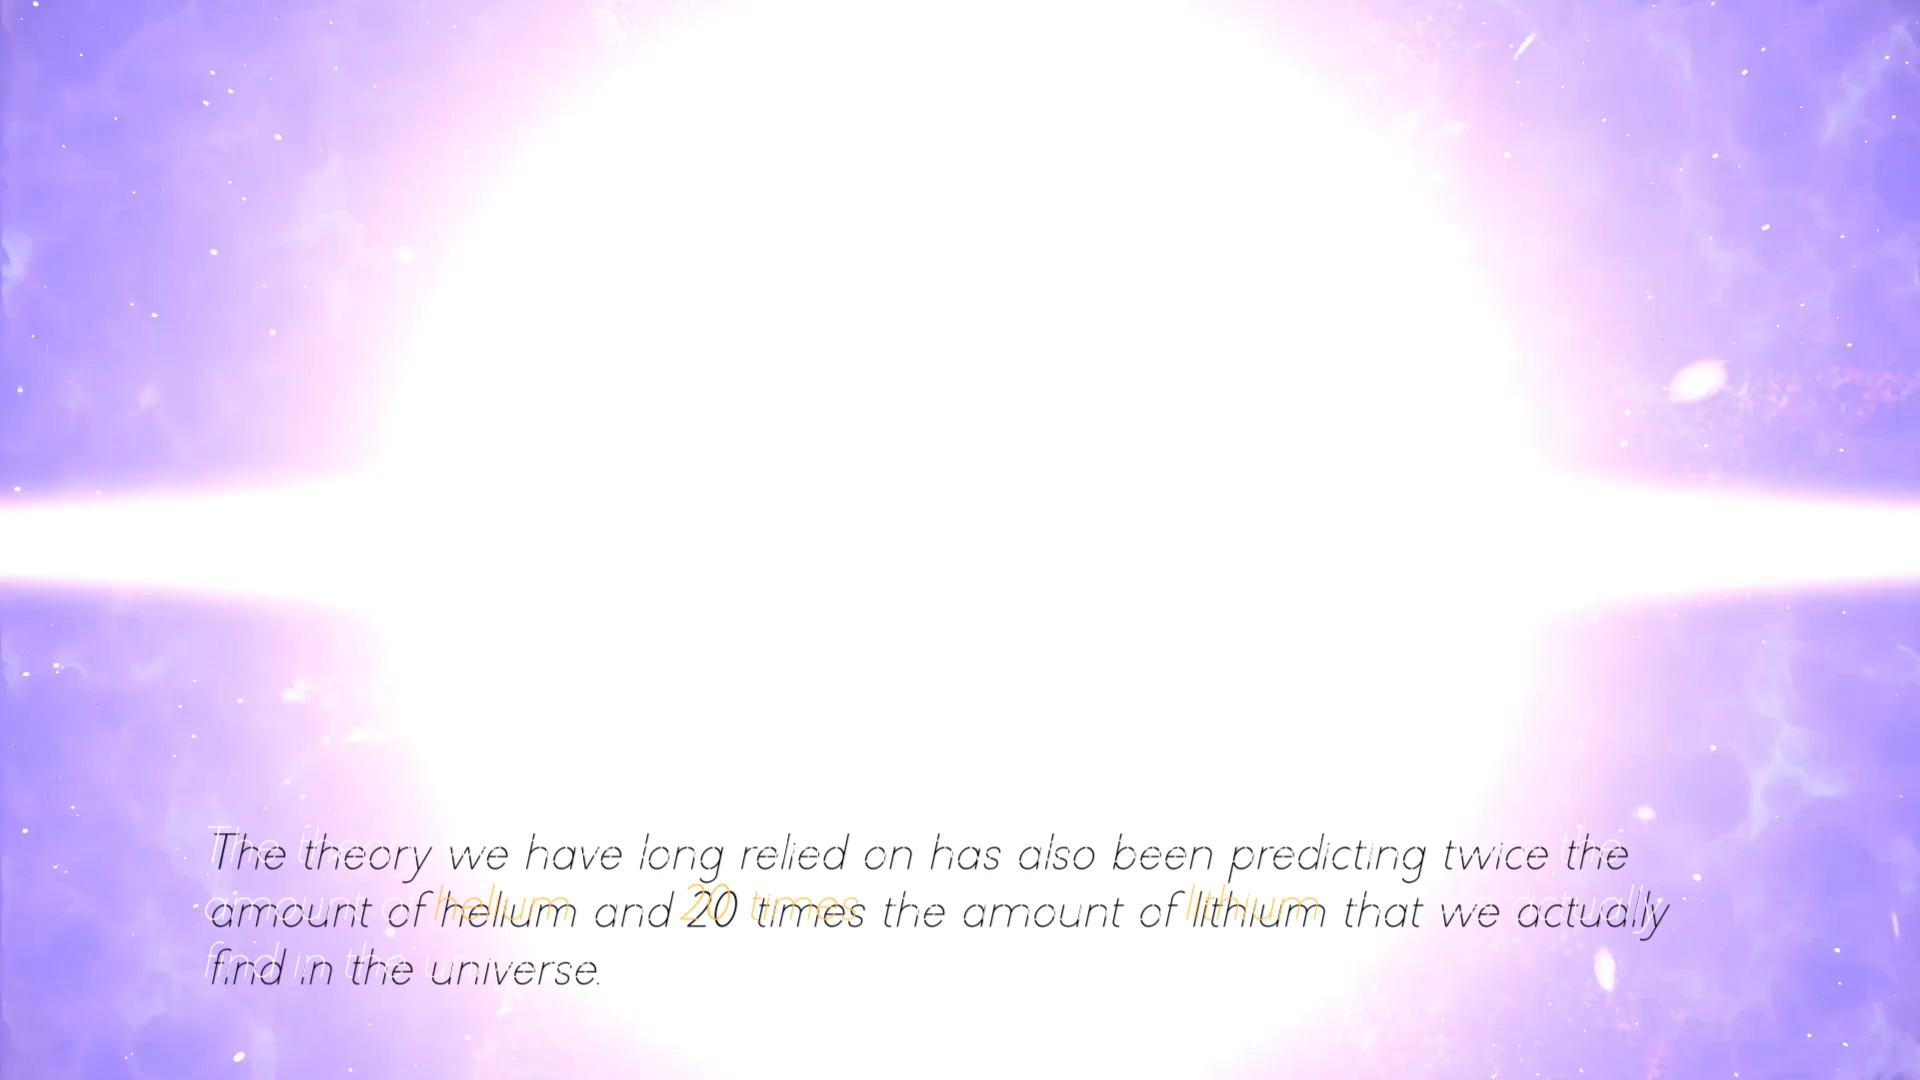 The theory we have long relied on has also been predicting twice the
amount of helium and 20 times the amount of lithium that we actually
find in the universe.